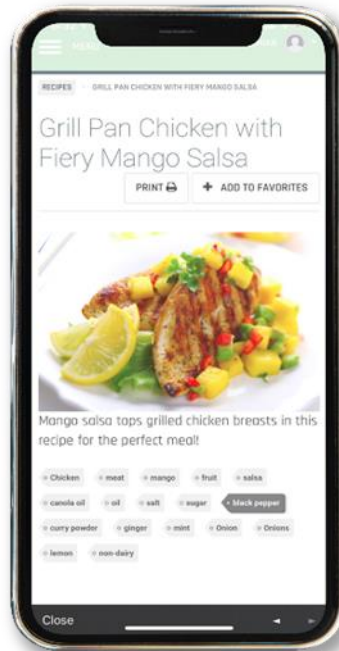 MENU
RECIPES GRILL PAN CHICKEN WITH FIERY MANGO SALSA
Grill Pan Chicken with
Fiery Mango Salsa
PRINT
+ ADD TO FAVORITES
Mango salsa tops grilled chicken breasts in this
recipe for the perfect meal!
Chicken meat mango fruit salsa
canola oil oil salt sugar black pepper
curry powder ginger mint Onion Onions
lemon non-dairy
Close